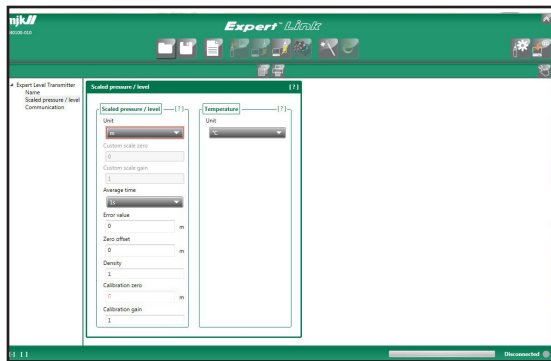 mjk
Expert Link
Expert Level Transmitter
Name
Scaled pressure / level
Communication
Scaled pressure / level [?]
Scaled pressure / level [?]
Unit
m
Custom scale zero
0
Custom scale gain
1
Average time
1s
Error value
0 m
Zero offset
0 m
Density
1
Calibration zero
0 m
Calibration gain
1
Temperature [?]
Unit
°C
[-] [ ]
Disconnected